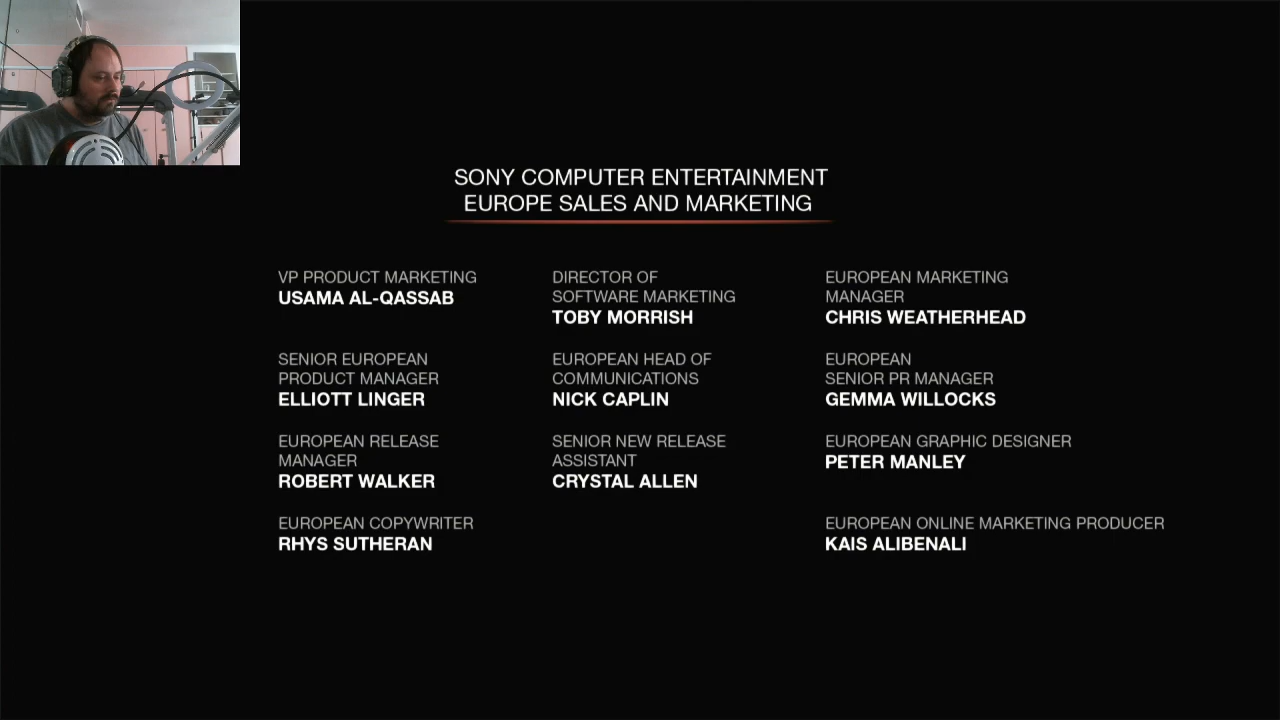 SONY COMPUTER ENTERTAINMENT
EUROPE SALES AND MARKETING
VP PRODUCT MARKETING
USAMA AL-QASSAB
DIRECTOR OF
SOFTWARE MARKETING
TOBY MORRISH
EUROPEAN MARKETING
MANAGER
CHRIS WEATHERHEAD
SENIOR EUROPEAN
PRODUCT MANAGER
ELLIOTT LINGER
EUROPEAN HEAD OF
COMMUNICATIONS
NICK CAPLIN
EUROPEAN
SENIOR PR MANAGER
GEMMA WILLOCKS
EUROPEAN RELEASE
MANAGER
ROBERT WALKER
SENIOR NEW RELEASE
ASSISTANT
CRYSTAL ALLEN
EUROPEAN GRAPHIC DESIGNER
PETER MANLEY
EUROPEAN COPYWRITER
RHYS SUTHERAN
EUROPEAN ONLINE MARKETING PRODUCER
KAIS ALIBENALI